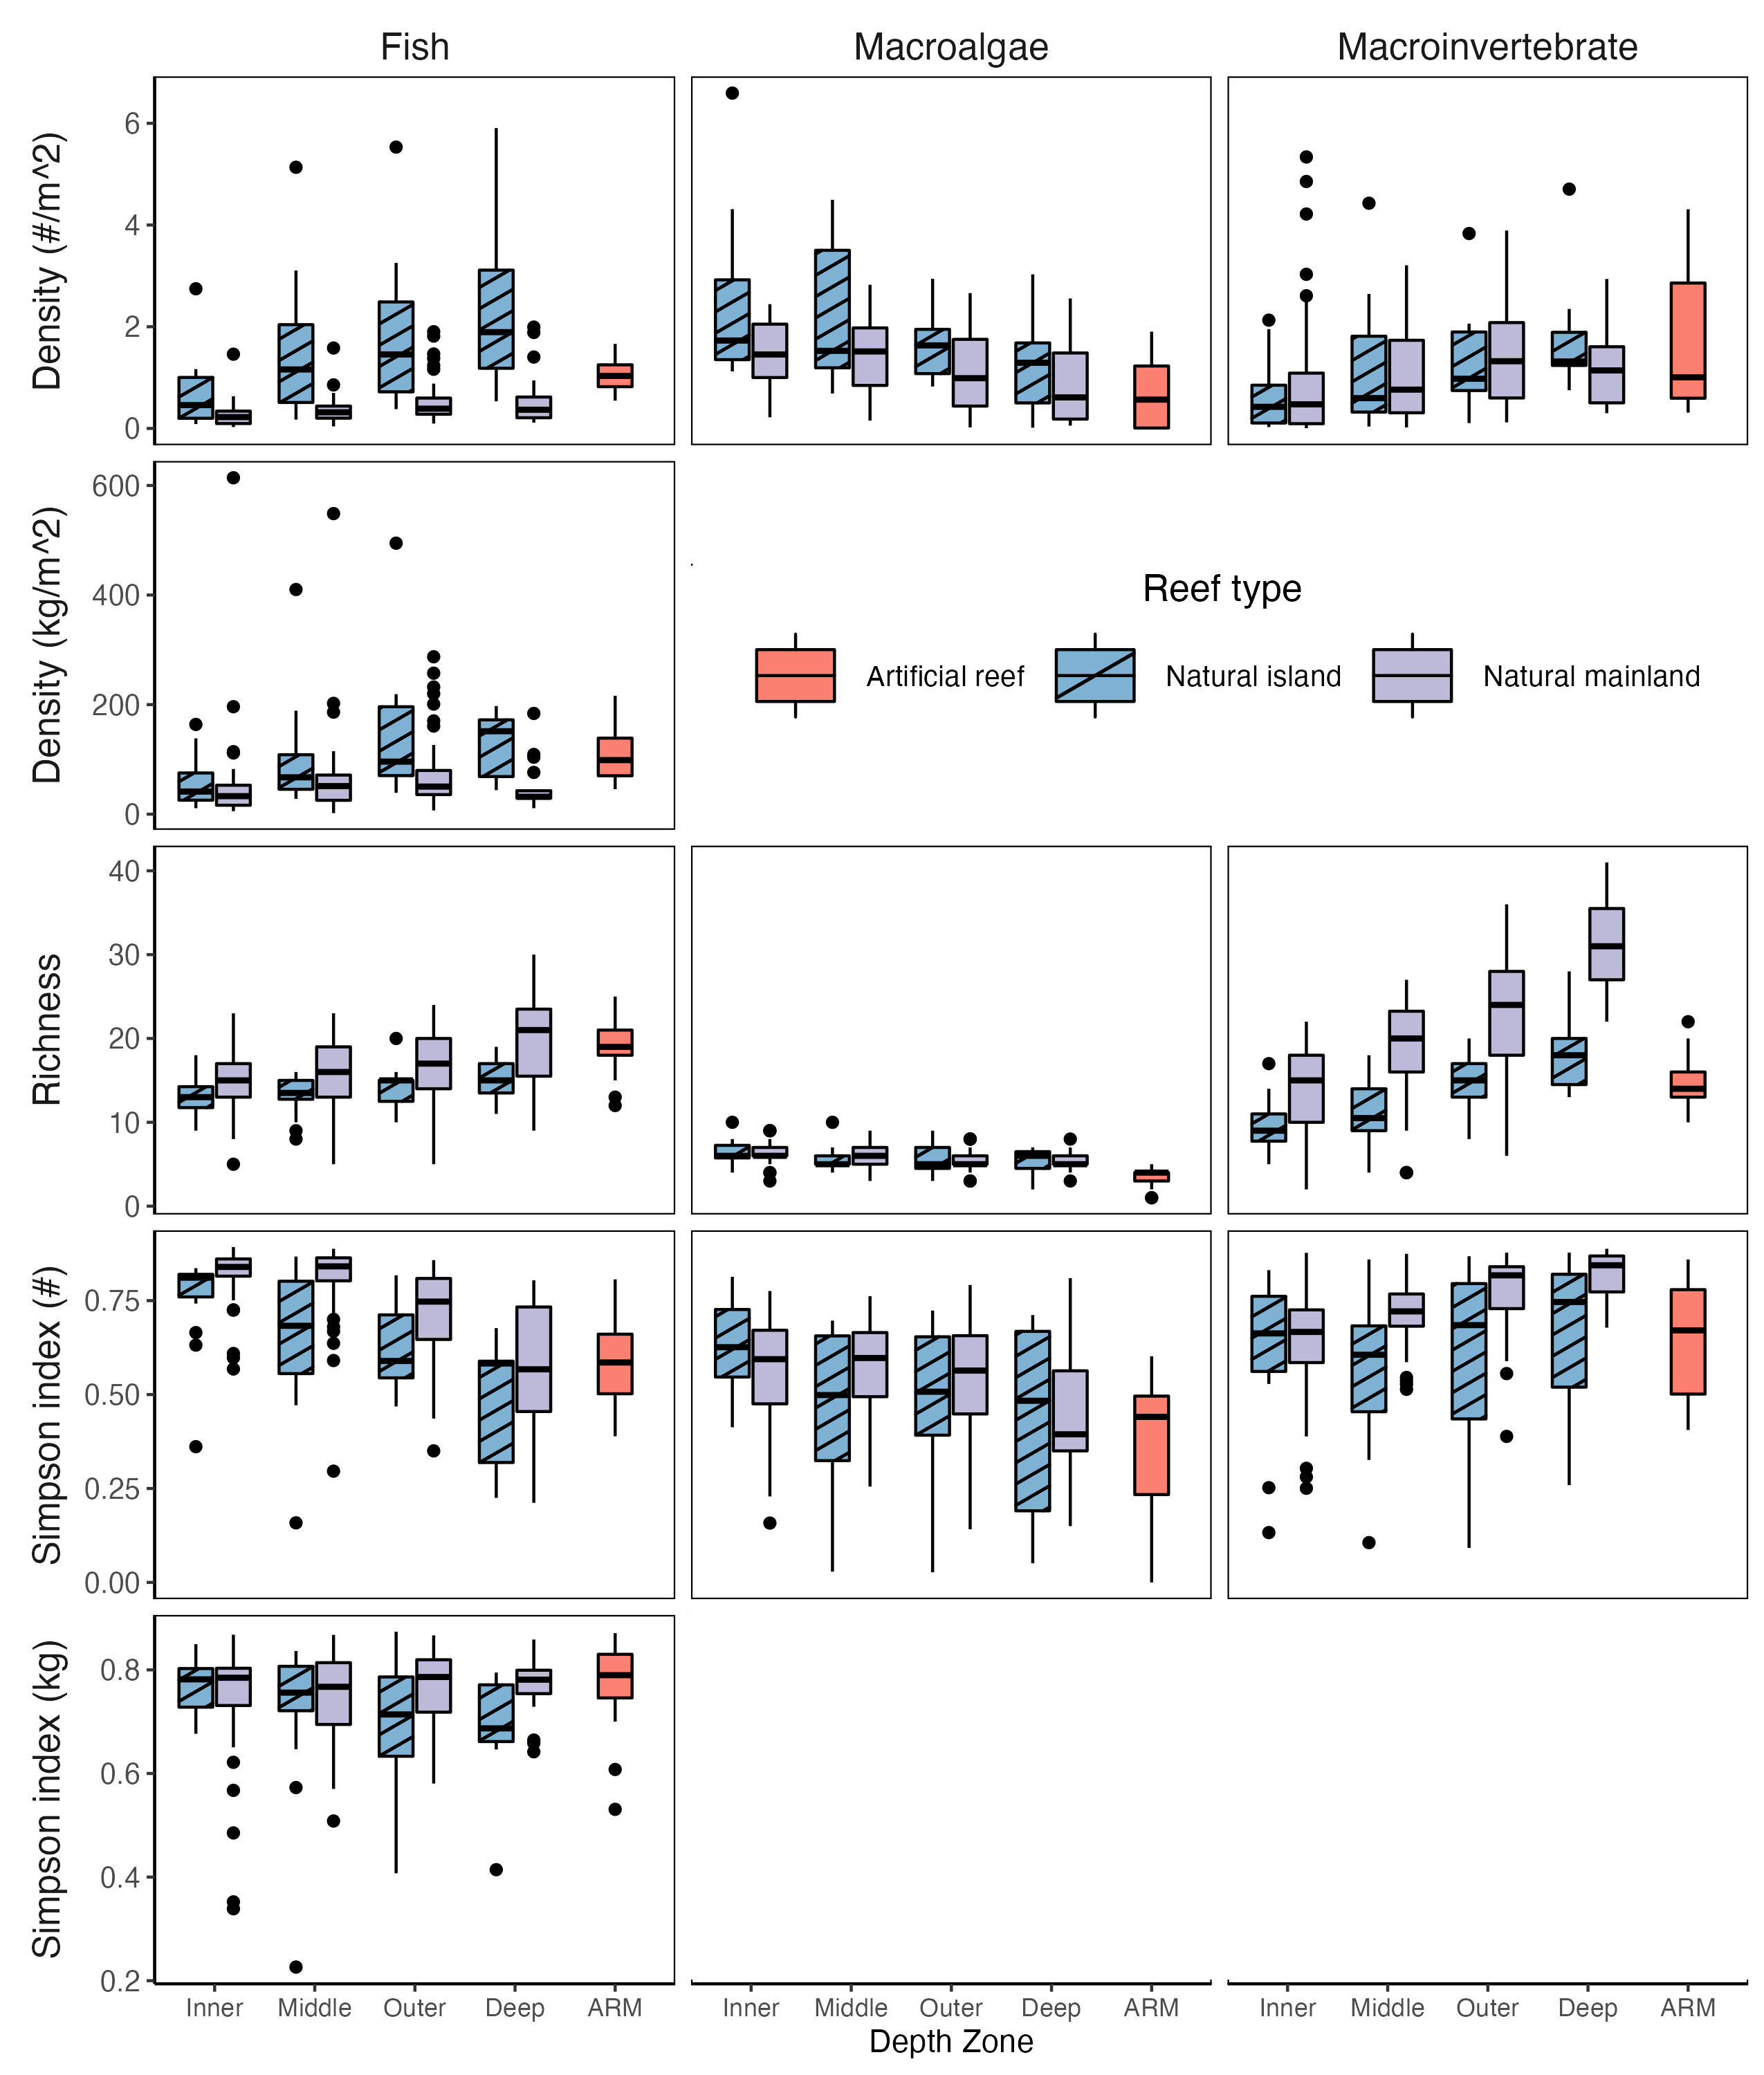 Fish Macroalgae Macroinvertebrate
Density (#/m^2)
6
4
2
0
Density (kg/m^2)
600
400
200
0
Reef type
Artificial reef Natural island Natural mainland
Richness
40
30
20
10
0
Simpson index (#)
0.75
0.50
0.25
0.00
Simpson index (kg)
0.8
0.6
0.4
0.2
Inner Middle Outer Deep ARM Inner Middle Outer Deep ARM Inner Middle Outer Deep ARM
Depth Zone